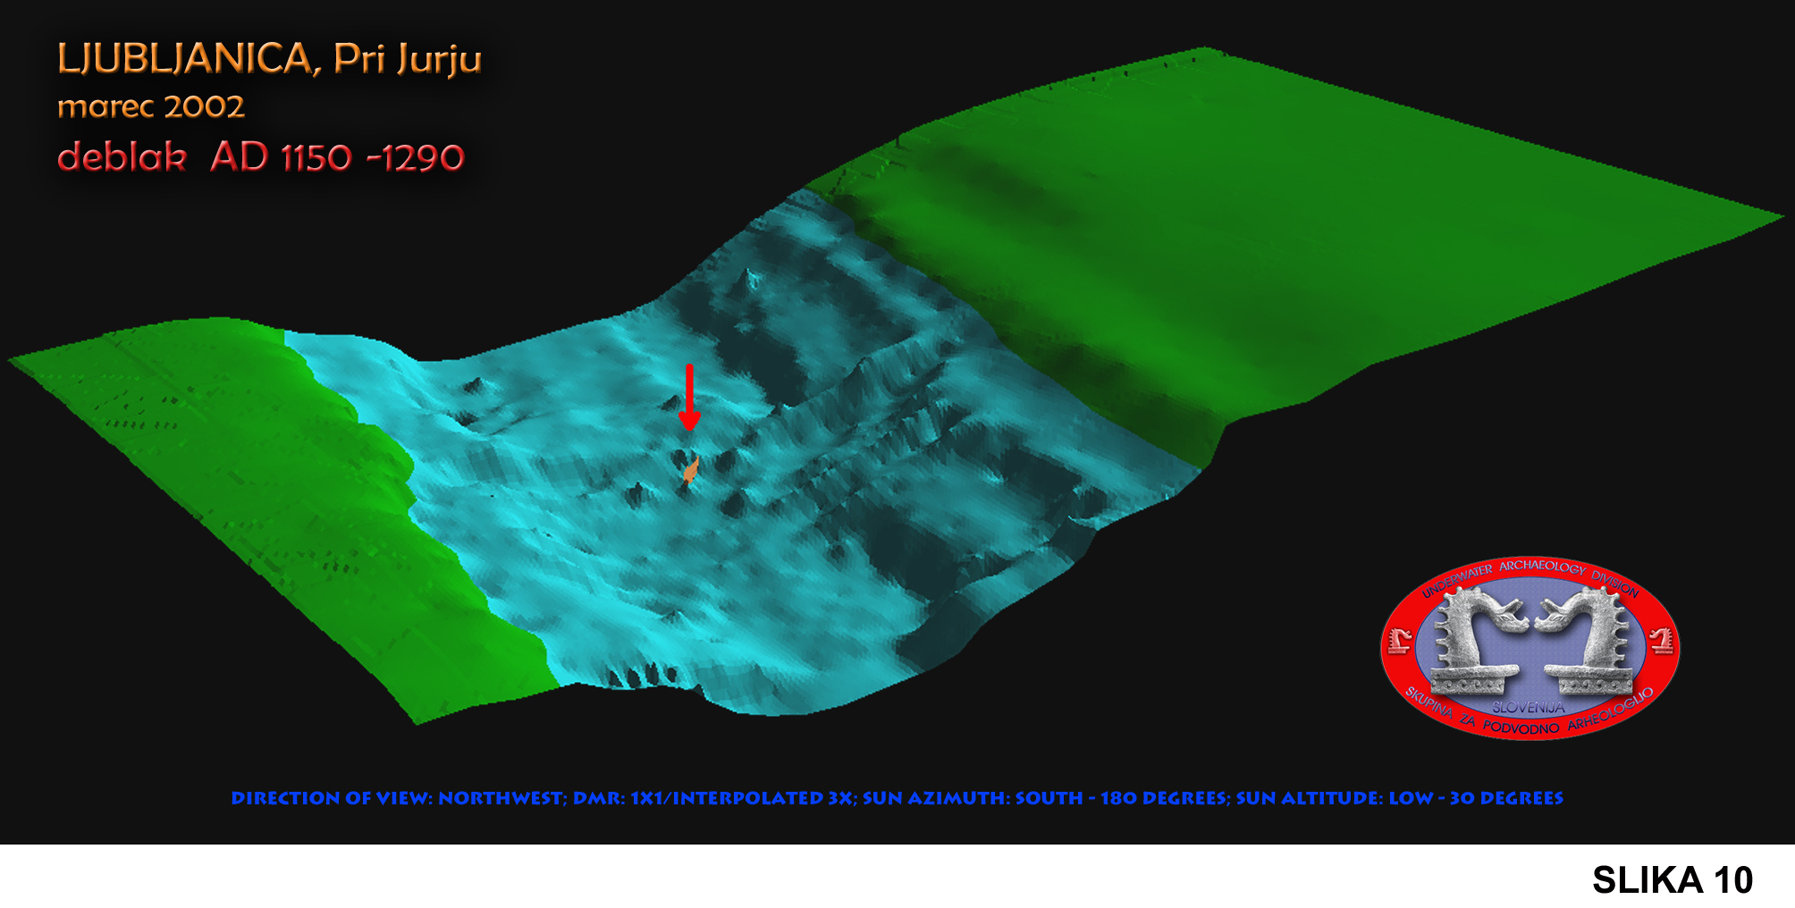 LJUBLJANICA, Pri Jurju
marec 2002
deblak AD 1150 -1290
UNDERWATER ARCHAEOLOGY DIVISION
SLOVENIJA
SKUPINA ZA PODVODNO ARHEOLOGIJO
DIRECTION OF VIEW: NORTHWEST; DMR: 1X1/INTERPOLATED 3X; SUN AZIMUTH: SOUTH - 180 DEGREES; SUN ALTITUDE: LOW - 30 DEGREES
SLIKA 10